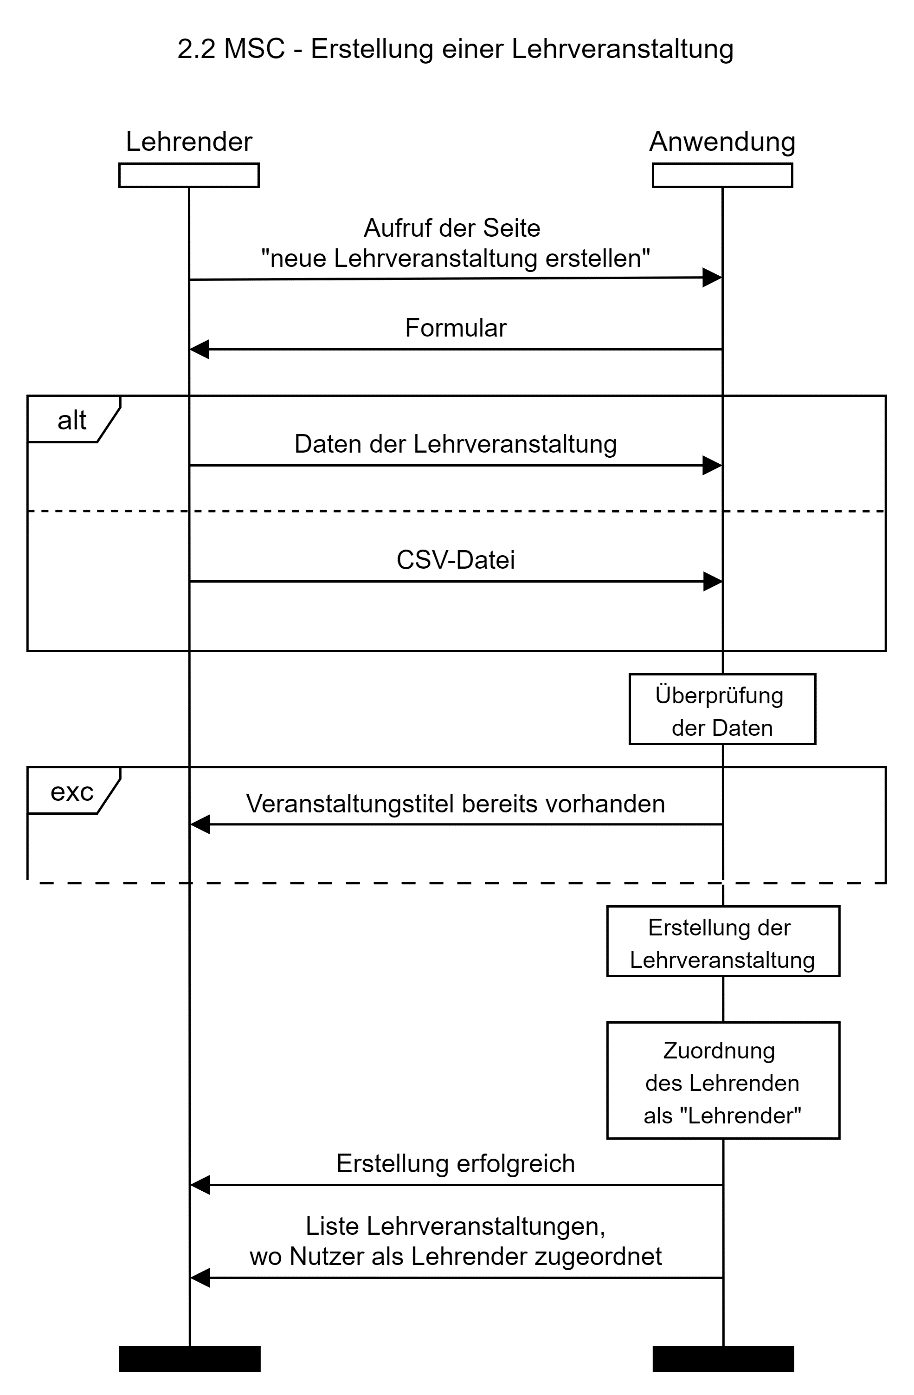 2.2 MSC - Erstellung einer Lehrveranstaltung
Lehrender
Anwendung
Aufruf der Seite
"neue Lehrveranstaltung erstellen"
Formular
alt
Daten der Lehrveranstaltung
CSV-Datei
Überprüfung
der Daten
exc
Veranstaltungstitel bereits vorhanden
Erstellung der
Lehrveranstaltung
Zuordnung
des Lehrenden
als "Lehrender"
Erstellung erfolgreich
Liste Lehrveranstaltungen,
wo Nutzer als Lehrender zugeordnet